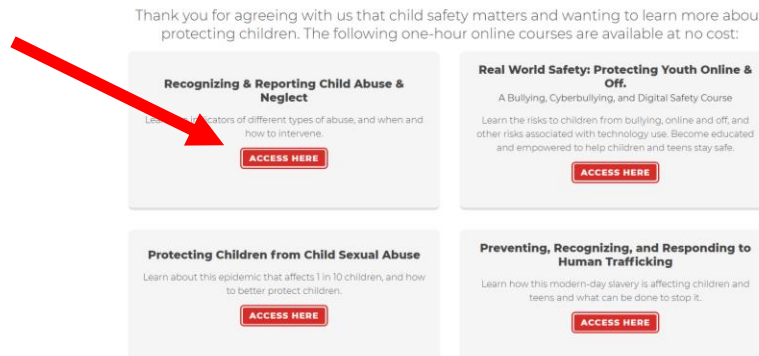 Thank you for agreeing with us that child safety matters and wanting to learn more abou
protecting children. The following one-hour online courses are available at no cost:
Recognizing & Reporting Child Abuse &
Neglect
indicators of different types of abuse, and when and
how to intervene.
ACCESS HERE
Real World Safety: Protecting Youth Online &
Off.
A Bullying, Cyberbullying, and Digital Safety Course
Learn the risks to children from bullying, online and off, and
other risks associated with technology use. Become educated
and empowered to help children and teens stay safe.
ACCESS HERE
Protecting Children from Child Sexual Abuse
Learn about this epidemic that affects 1 in 10 children, and how
to better protect children.
ACCESS HERE
Preventing, Recognizing, and Responding to
Human Trafficking
Learn how this modern-day slavery is affecting children and
teens and what can be done to stop it.
ACCESS HERE